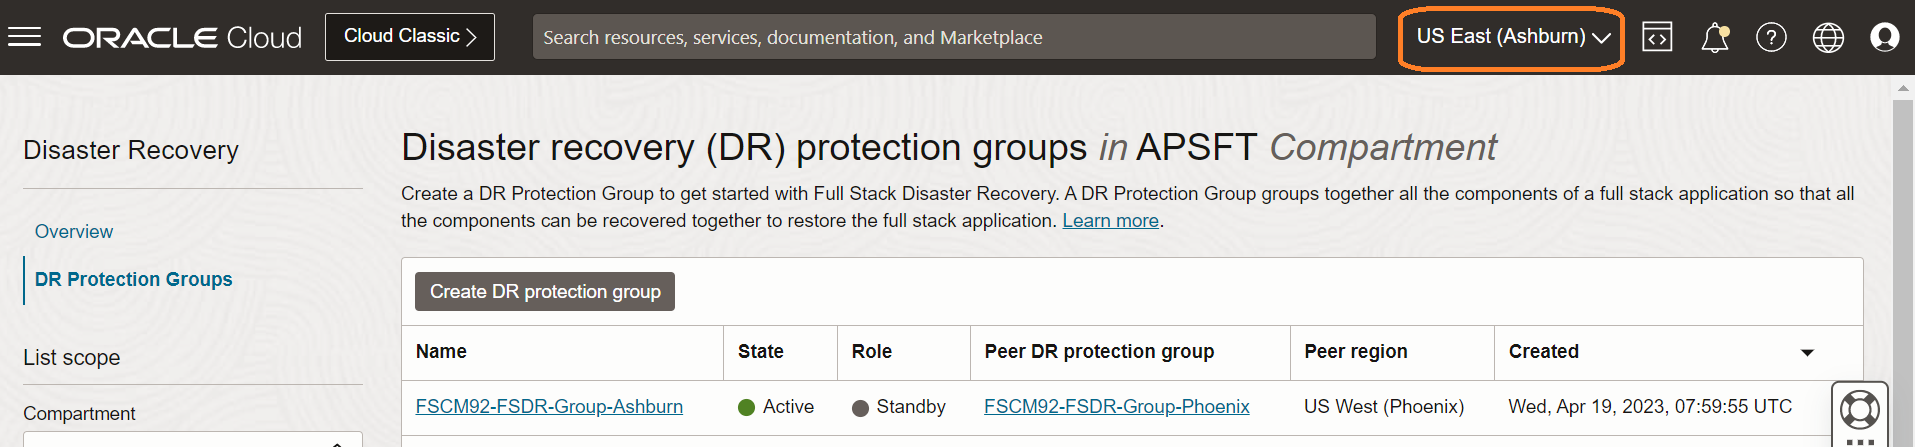 ORACLE Cloud Cloud Classic Search resources, services, documentation, and Marketplace US East (Ashburn)
Disaster Recovery
Overview
DR Protection Groups
List scope
Compartment
Disaster recovery (DR) protection groups in APSFT Compartment
Create a DR Protection Group to get started with Full Stack Disaster Recovery. A DR Protection Group groups together all the components of a full stack application so that all
the components can be recovered together to restore the full stack application. Learn more.
Create DR protection group
Name State Role Peer DR protection group Peer region Created
FSCM92-FSDR-Group-Ashburn Active Standby FSCM92-FSDR-Group-Phoenix US West (Phoenix) Wed, Apr 19, 2023, 07:59:55 UTC